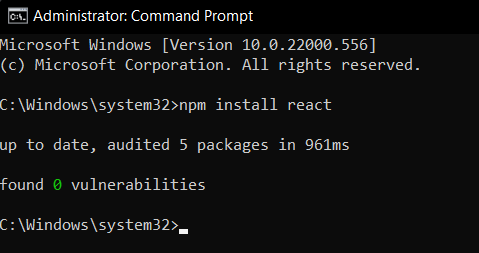 Administrator: Command Prompt
Microsoft Windows [Version 10.0.22000.556]
(c) Microsoft Corporation. All rights reserved.
C:\Windows\system32>npm install react
up to date, audited 5 packages in 961ms
found 0 vulnerabilities
C:\Windows\system32>